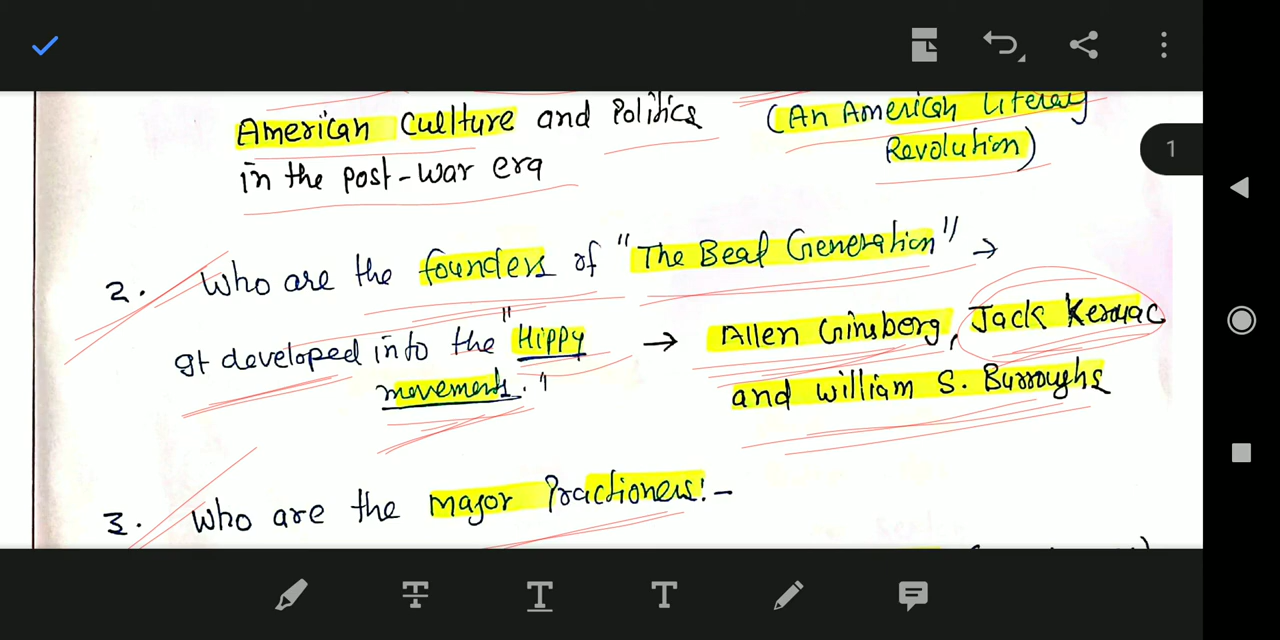 American Culture and Politics
in the post-war era
(An American Literary
Revolution)
1
2. Who are the founders of "The Beat Generation" →
It developed into the "Hippy
movements."
→ Allen Ginsberg, Jack Kerouac
and William S. Burroughs
3. Who are the major Practioners:-
T
T
T